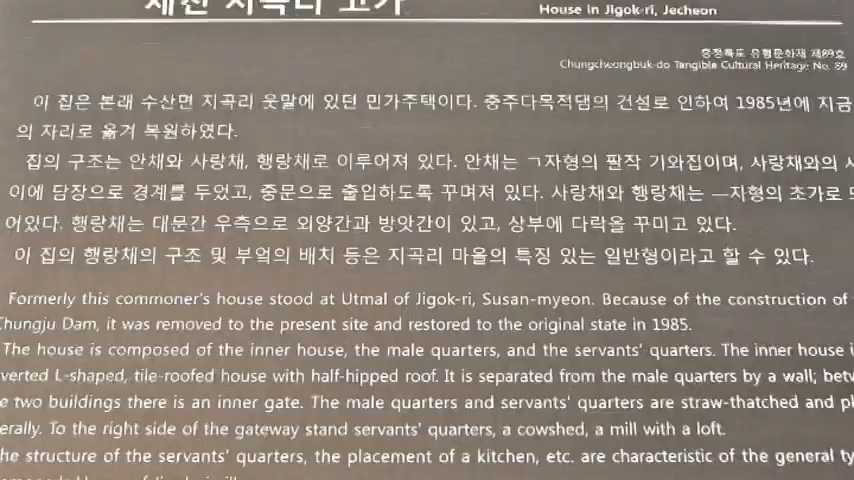 제천 지곡리 고가
House in Jigok-ri, Jecheon
충청북도 유형문화재 제89호
Chungcheongbuk-do Tangible Cultural Heritage No. 89
이 집은 본래 수산면 지곡리 웃말에 있던 민가주택이다. 충주다목적댐의 건설로 인하여 1985년에 지금
의 자리로 옮겨 복원하였다.
집의 구조는 안채와 사랑채, 행랑채로 이루어져 있다. 안채는 ㄱ자형의 팔작 기와집이며, 사랑채와의
이에 담장으로 경계를 두었고, 중문으로 출입하도록 꾸며져 있다. 사랑채와 행랑채는 ―자형의 초가로
어있다. 행랑채는 대문간 우측으로 외양간과 방앗간이 있고, 상부에 다락을 꾸미고 있다.
이 집의 행랑채의 구조 및 부엌의 배치 등은 지곡리 마을의 특징 있는 일반형이라고 할 수 있다.
Formerly this commoner's house stood at Utmal of Jigok-ri, Susan-myeon. Because of the construction of
Chungju Dam, it was removed to the present site and restored to the original state in 1985.
The house is composed of the inner house, the male quarters, and the servants' quarters. The inner house
verted L-shaped, tile-roofed house with half-hipped roof. It is separated from the male quarters by a wall; betw
e two buildings there is an inner gate. The male quarters and servants' quarters are straw-thatched and
erally. To the right side of the gateway stand servants' quarters, a cowshed, a mill with a loft.
he structure of the servants' quarters, the placement of a kitchen, etc. are characteristic of the general ty